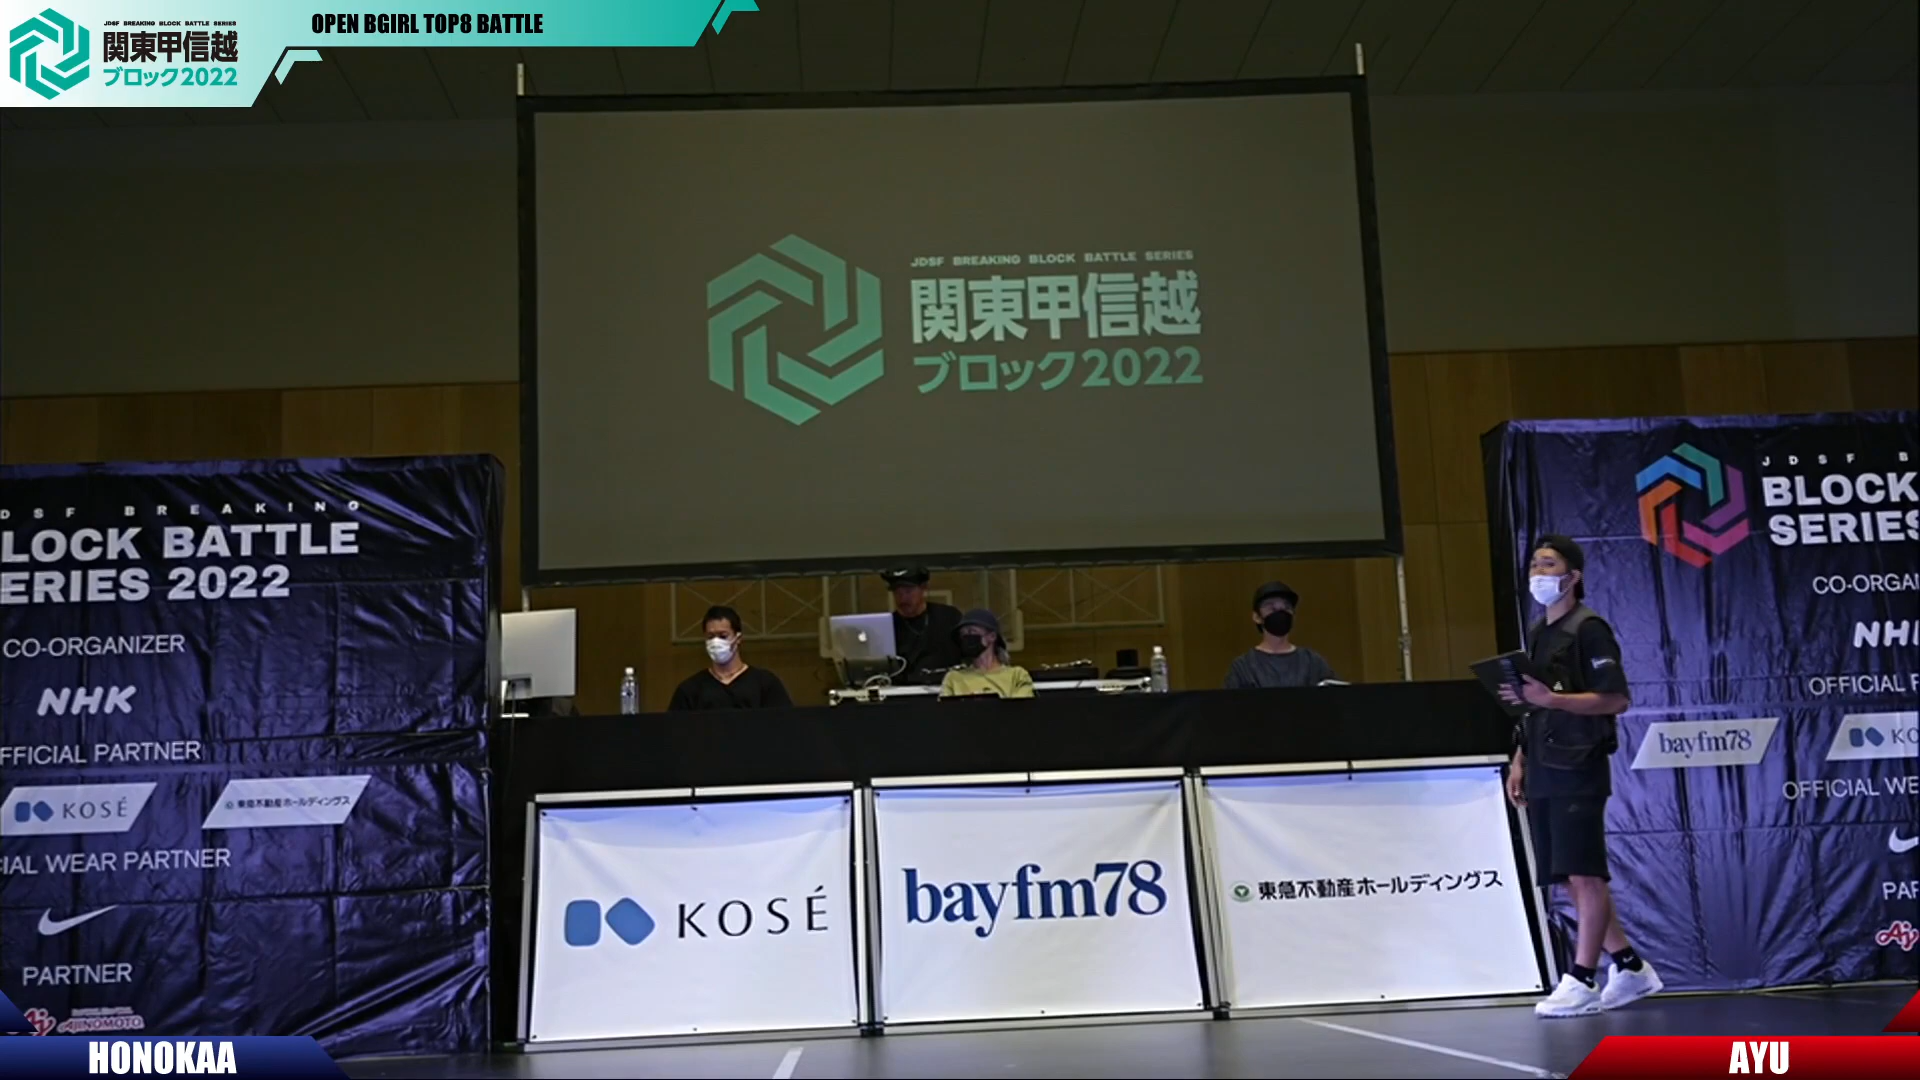 JDSF BREAKING BLOCK BATTLE SERIES
関東甲信越
ブロック2022
OPEN BGIRL TOP8 BATTLE
JDSF BREAKING BLOCK BATTLE SERIES
関東甲信越
ブロック2022
DSF BREAKING
LOCK BATTLE
ERIES 2022
CO-ORGANIZER
NHK
FFICIAL PARTNER
KOSÉ
東急不動産ホールディングス
IAL WEAR PARTNER
PARTNER
AJINOMOTO
JDSF B
BLOCK
SERIES
CO-ORGAN
NH
OFFICIAL P
bayfm78
KO
OFFICIAL WE
PAR
Aj
KOSÉ
bayfm78
東急不動産ホールディングス
HONOKAA
AYU